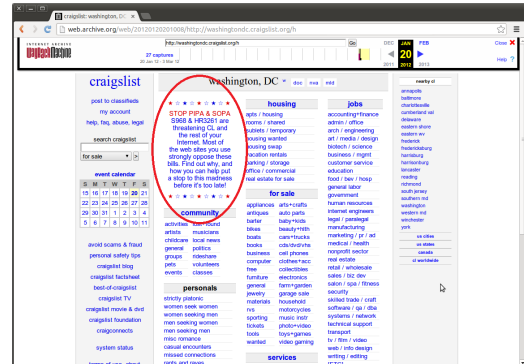 craigslist: washington, DC
web.archive.org/web/20120120201008/http://washingtondc.craigslist.org/h
INTERNET ARCHIVE
WayBackMachine
http://washingtondc.craigslist.org/h
Go
27 captures
20 Jan 12 - 3 Mar 12
DEC JAN FEB
20
2011 2012 2013
Close
Help ?
craigslist
post to classifieds
my account
help, faq, abuse, legal
search craigslist
for sale
>
event calendar
S M T W T F S
15 16 17 18 19 20 21
22 23 24 25 26 27 28
29 30 31 1 2 3 4
5 6 7 8 9 10 11
avoid scams & fraud
personal safety tips
craigslist blog
craigslist factsheet
best-of-craigslist
craigslist TV
craigslist movie & dvd
craigslist foundation
craigconnects
system status
washington, DC w doc nva mld
STOP PIPA & SOPA
S968 & HR3261 are
threatening CL and
the rest of your
Internet. Most of
the web sites you use
strongly oppose these
bills. Find out why, and
how you can help put
a stop to this madness
before it's too late!
community
activities lost+found
artists musicians
childcare local news
general politics
groups rideshare
pets volunteers
events classes
personals
strictly platonic
women seek women
women seeking men
men seeking women
men seeking men
misc romance
casual encounters
missed connections
rants and raves
housing
apts / housing
rooms / shared
sublets / temporary
housing wanted
housing swap
vacation rentals
parking / storage
office / commercial
real estate for sale
for sale
appliances arts+crafts
antiques auto parts
barter baby+kids
bikes beauty+hlth
boats cars+trucks
books cds/dvd/vhs
business cell phones
computer clothes+acc
free collectibles
furniture electronics
general farm+garden
jewelry garage sale
materials household
rvs motorcycles
sporting music instr
tickets photo+video
tools toys+games
wanted video gaming
services
jobs
accounting+finance
admin / office
arch / engineering
art / media / design
biotech / science
business / mgmt
customer service
education
food / bev / hosp
general labor
government
human resources
internet engineers
legal / paralegal
manufacturing
marketing / pr / ad
medical / health
nonprofit sector
real estate
retail / wholesale
sales / biz dev
salon / spa / fitness
security
skilled trade / craft
software / qa / dba
systems / network
technical support
transport
tv / film / video
web / info design
writing / editing
nearby cl
annapolis
baltimore
charlottesville
cumberland val
delaware
eastern shore
eastern wv
frederick
fredericksburg
harrisburg
harrisonburg
lancaster
reading
richmond
south jersey
southern md
washington
western md
winchester
york
us cities
us states
canada
cl worldwide